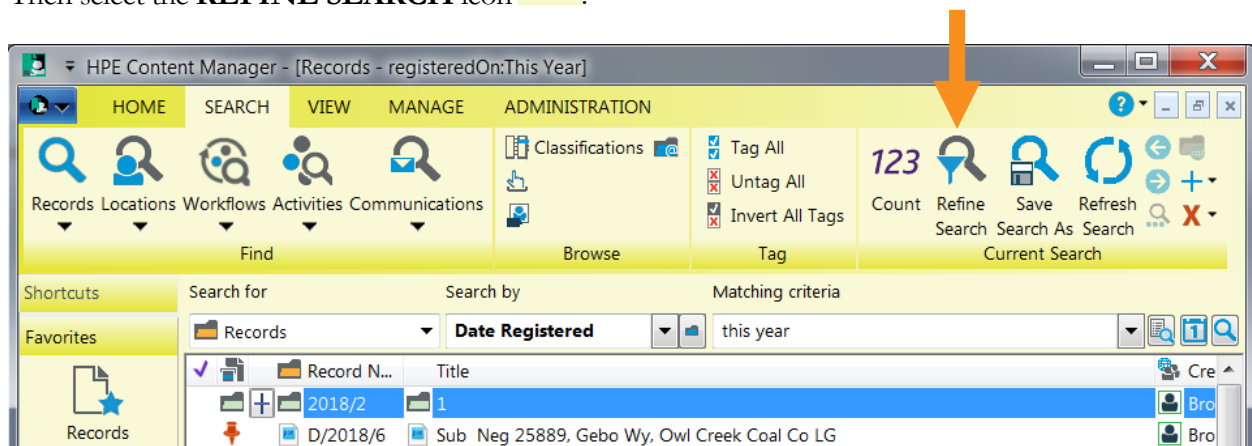 Then select the REFINE SEARCH icon .
HPE Content Manager - [Records - registeredOn:This Year]
HOME SEARCH VIEW MANAGE ADMINISTRATION
Classifications Tag All
Untag All
Invert All Tags
Records Locations Workflows Activities Communications
123
Count Refine Search Save Search As Refresh Search
Find Browse Tag Current Search
Shortcuts Search for Search by Matching criteria
Favorites Records Date Registered this year
Record N... Title Cre
2018/2 1 Bro
Records D/2018/6 Sub Neg 25889, Gebo Wy, Owl Creek Coal Co LG Bro